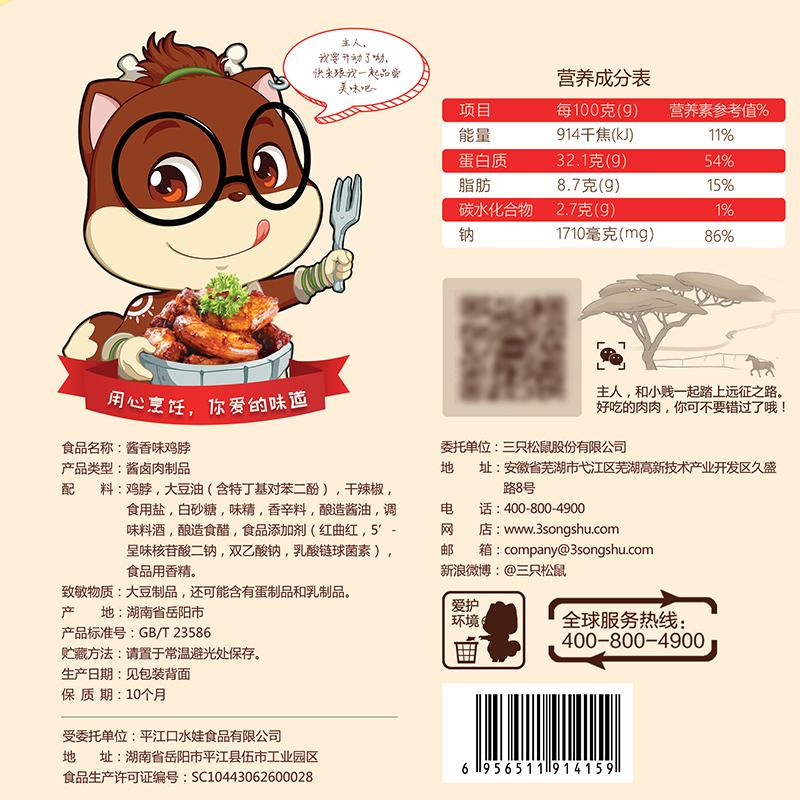 主人，
我要开动了呦，
快来跟我一起品尝
美味吧~
用心烹饪，你爱的味道
营养成分表
项目 每100克(g) 营养素参考值%
能量 914千焦(kJ) 11%
蛋白质 32.1克(g) 54%
脂肪 8.7克(g) 15%
碳水化合物 2.7克(g) 1%
钠 1710毫克(mg) 86%
主人，和小贱一起踏上远征之路。
好吃的肉肉，你可不要错过了哦！
食品名称：酱香味鸡脖
产品类型：酱卤肉制品
配 料：鸡脖，大豆油（含特丁基对苯二酚），干辣椒，
食用盐，白砂糖，味精，香辛料，酿造酱油，调
味料酒，酿造食醋，食品添加剂（红曲红，5′-
呈味核苷酸二钠，双乙酸钠，乳酸链球菌素），
食品用香精。
致敏物质：大豆制品，还可能含有蛋制品和乳制品。
产 地：湖南省岳阳市
产品标准号：GB/T 23586
贮藏方法：请置于常温避光处保存。
生产日期：见包装背面
保 质 期：10个月
受委托单位：平江口水娃食品有限公司
地 址：湖南省岳阳市平江县伍市工业园区
食品生产许可证编号：SC10443062600028
委托单位：三只松鼠股份有限公司
地 址：安徽省芜湖市弋江区芜湖高新技术产业开发区久盛
路8号
电 话：400-800-4900
网 店：www.3songshu.com
邮 箱：company@3songshu.com
新浪微博：@三只松鼠
爱护
环境
全球服务热线：
400-800-4900
6 956511 914159